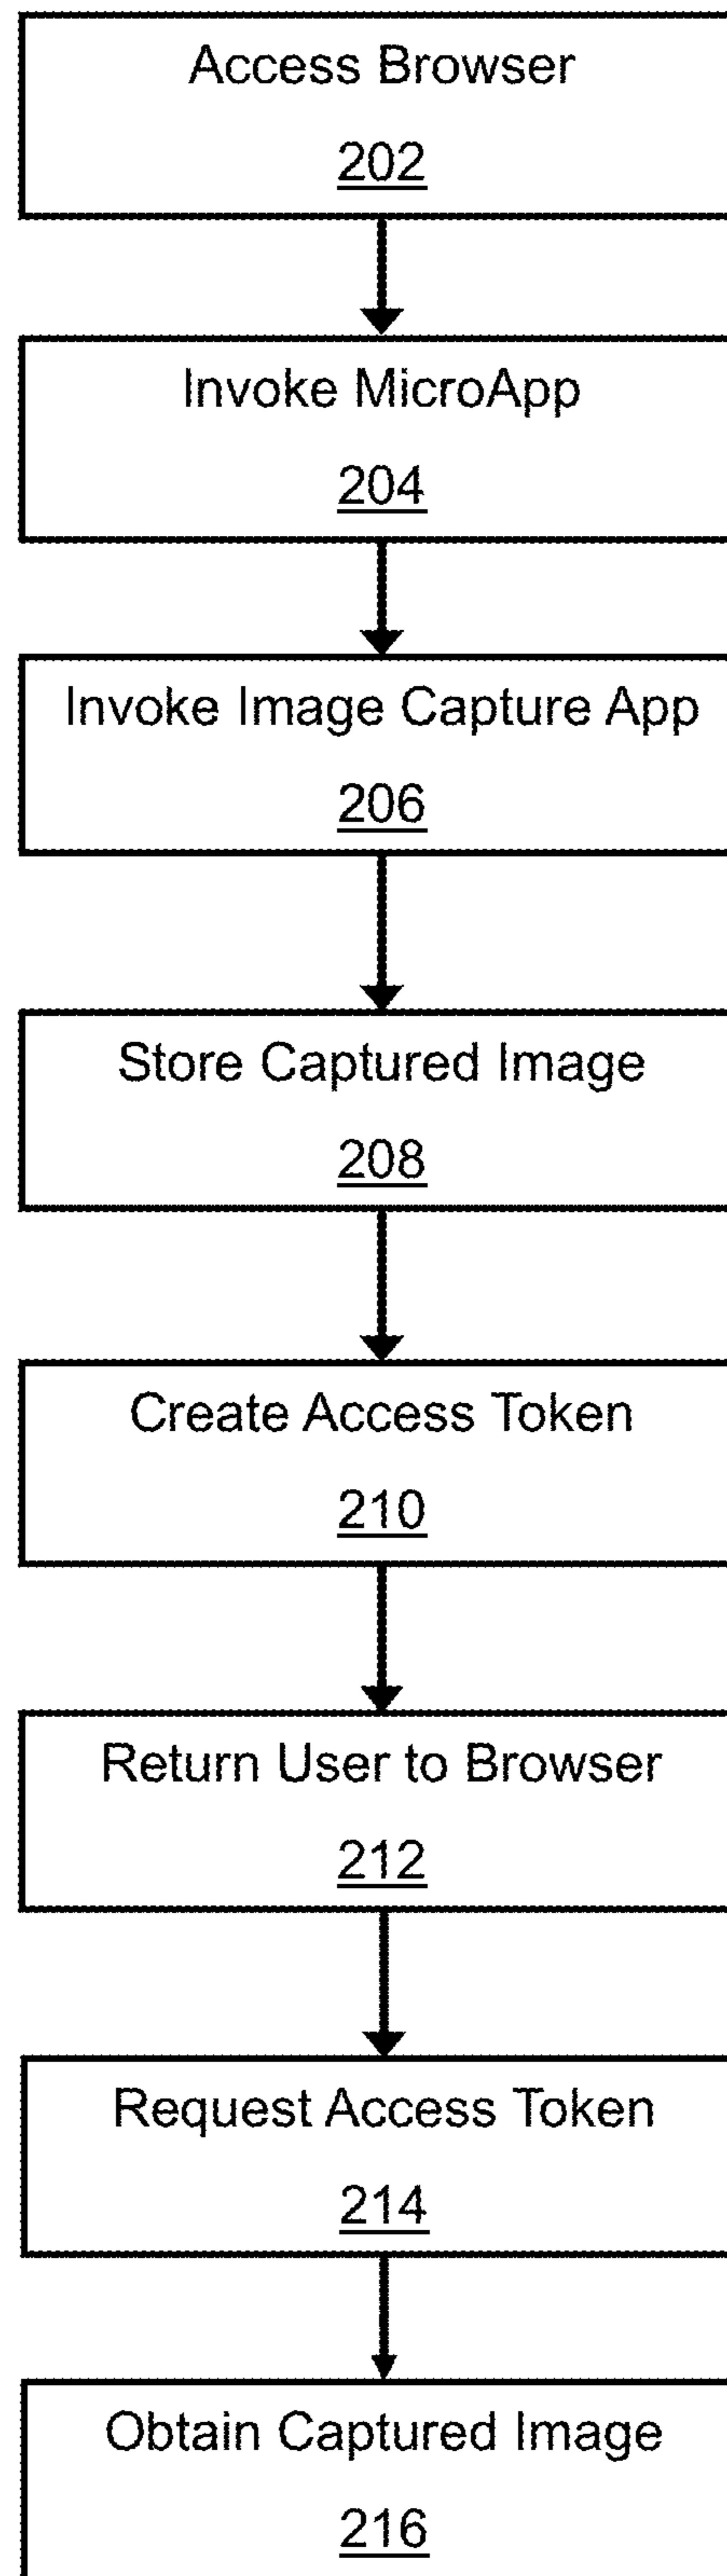 Access Browser
202
Invoke MicroApp
204
Invoke Image Capture App
206
Store Captured Image
208
Create Access Token
210
Return User to Browser
212
Request Access Token
214
Obtain Captured Image
216